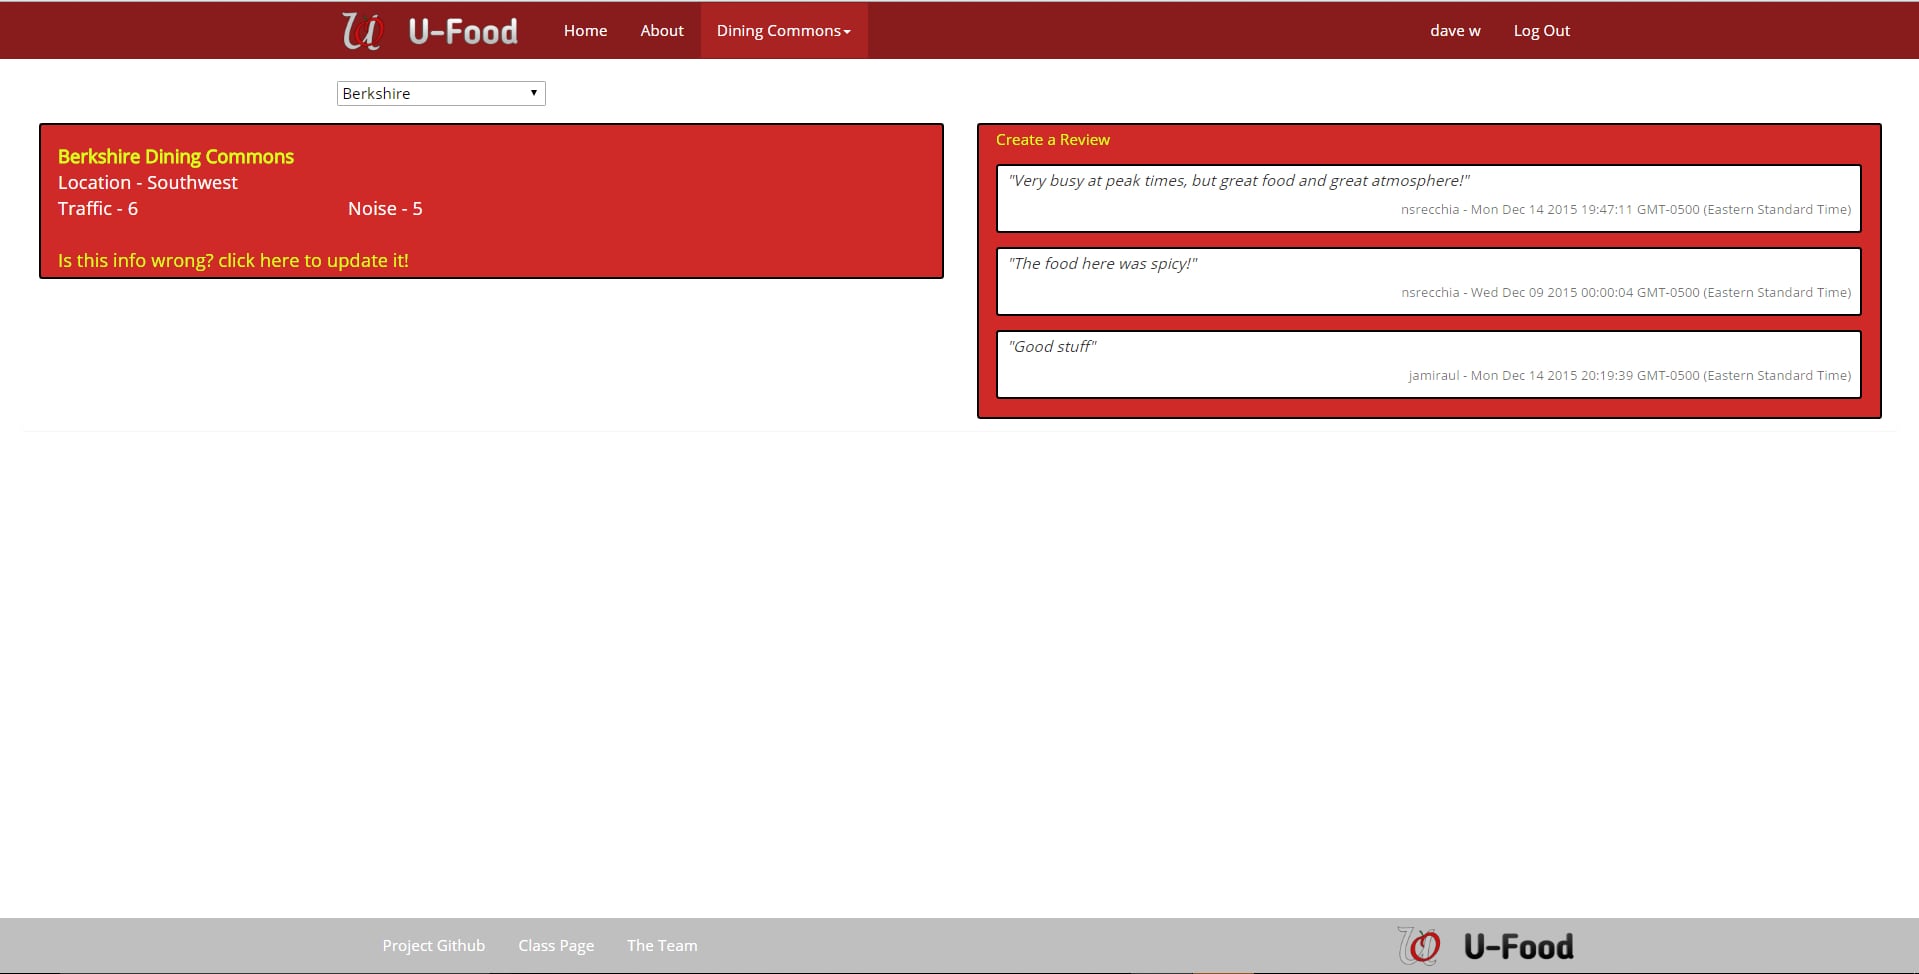 U-Food Home About Dining Commons dave w Log Out
Berkshire
Berkshire Dining Commons
Location - Southwest
Traffic - 6 Noise - 5
Is this info wrong? click here to update it!
Create a Review
"Very busy at peak times, but great food and great atmosphere!"
nsrecchia - Mon Dec 14 2015 19:47:11 GMT-0500 (Eastern Standard Time)
"The food here was spicy!"
nsrecchia - Wed Dec 09 2015 00:00:04 GMT-0500 (Eastern Standard Time)
"Good stuff"
jamiraul - Mon Dec 14 2015 20:19:39 GMT-0500 (Eastern Standard Time)
Project Github Class Page The Team U-Food